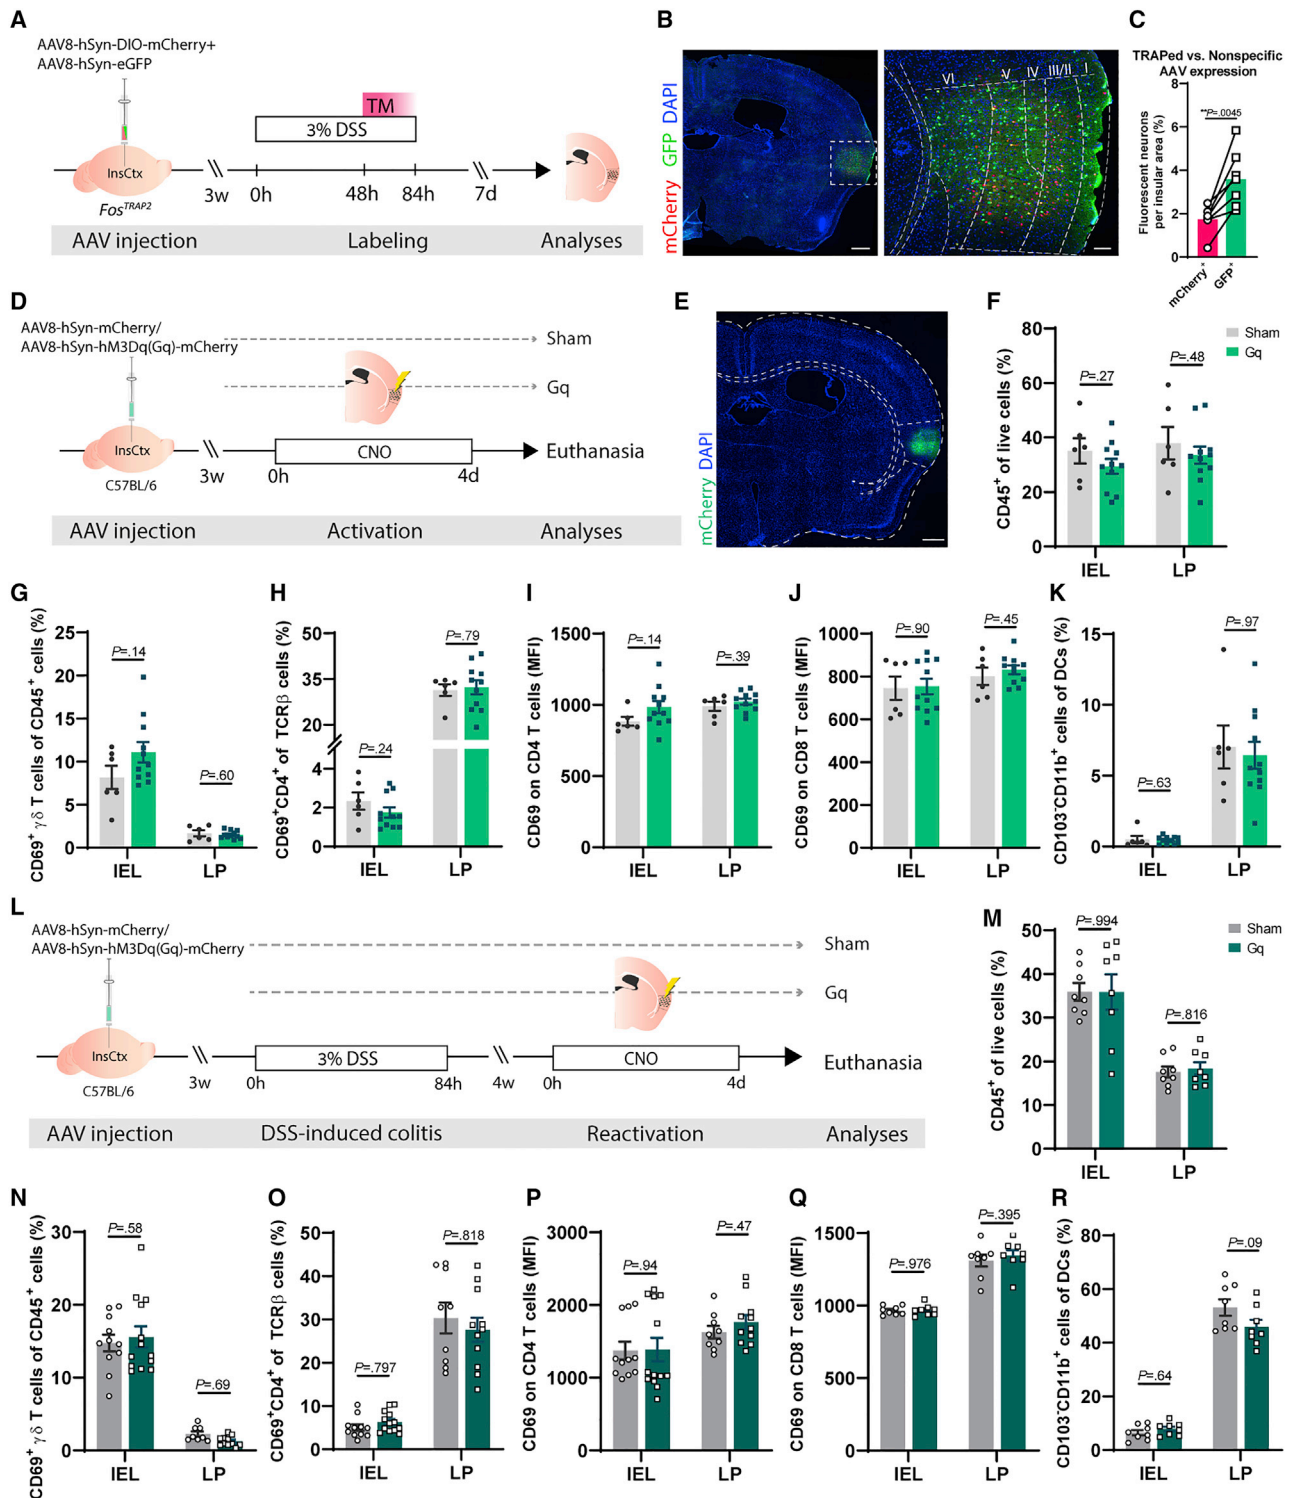 A
AAV8-hSyn-DIO-mCherry+
AAV8-hSyn-eGFP
InsCtx
Fos^TRAP2
3w
TM
3% DSS
0h
48h
84h
7d
AAV injection
Labeling
Analyses
B
mCherry GFP DAPI
VI
V
IV
III/II
I
C
TRAPed vs. Nonspecific
AAV expression
**P=.0045
Fluorescent neurons
per insular area (%)
8
6
4
2
0
mCherry+
GFP+
D
AAV8-hSyn-mCherry/
AAV8-hSyn-hM3Dq(Gq)-mCherry
Sham
Gq
InsCtx
C57BL/6
3w
CNO
0h
4d
Euthanasia
AAV injection
Activation
Analyses
E
mCherry DAPI
F
CD45+ of live cells (%)
80
60
40
20
0
P=.27
P=.48
IEL
LP
Sham
Gq
G
CD69+ γδ T cells of CD45+ cells (%)
25
20
15
10
5
0
P=.14
P=.60
IEL
LP
H
CD69+CD4+ of TCRβ cells (%)
50
35
20
4
2
0
P=.24
P=.79
IEL
LP
I
CD69 on CD4 T cells (MFI)
1500
1000
500
0
P=.14
P=.39
IEL
LP
J
CD69 on CD8 T cells (MFI)
1000
800
600
400
200
0
P=.90
P=.45
IEL
LP
K
CD103-CD11b+ cells of DCs (%)
15
10
5
0
P=.63
P=.97
IEL
LP
L
AAV8-hSyn-mCherry/
AAV8-hSyn-hM3Dq(Gq)-mCherry
Sham
Gq
InsCtx
C57BL/6
3w
3% DSS
0h
84h
4w
CNO
0h
4d
Euthanasia
AAV injection
DSS-induced colitis
Reactivation
Analyses
M
CD45+ of live cells (%)
50
40
30
20
10
0
P=.994
P=.816
IEL
LP
Sham
Gq
N
CD69+ γδ T cells of CD45+ cells (%)
30
20
10
0
P=.58
P=.69
IEL
LP
O
CD69+CD4+ of TCRβ cells (%)
50
40
30
20
10
0
P=.797
P=.818
IEL
LP
P
CD69 on CD4 T cells (MFI)
3000
2000
1000
0
P=.94
P=.47
IEL
LP
Q
CD69 on CD8 T cells (MFI)
1500
1000
500
0
P=.976
P=.395
IEL
LP
R
CD103-CD11b+ cells of DCs (%)
80
60
40
20
0
P=.64
P=.09
IEL
LP